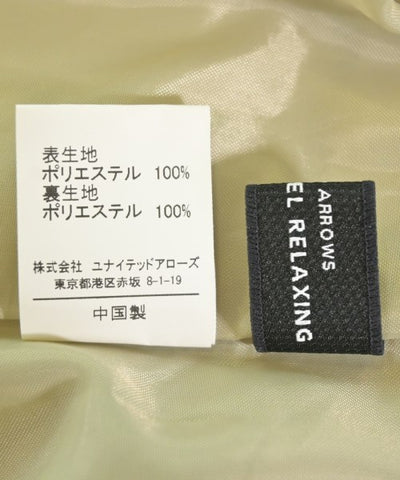 表生地
ポリエステル 100%
裏生地
ポリエステル 100%
株式会社 ユナイテッドアローズ
東京都港区赤坂 8-1-19
中国製
ARROWS
EL RELAXING